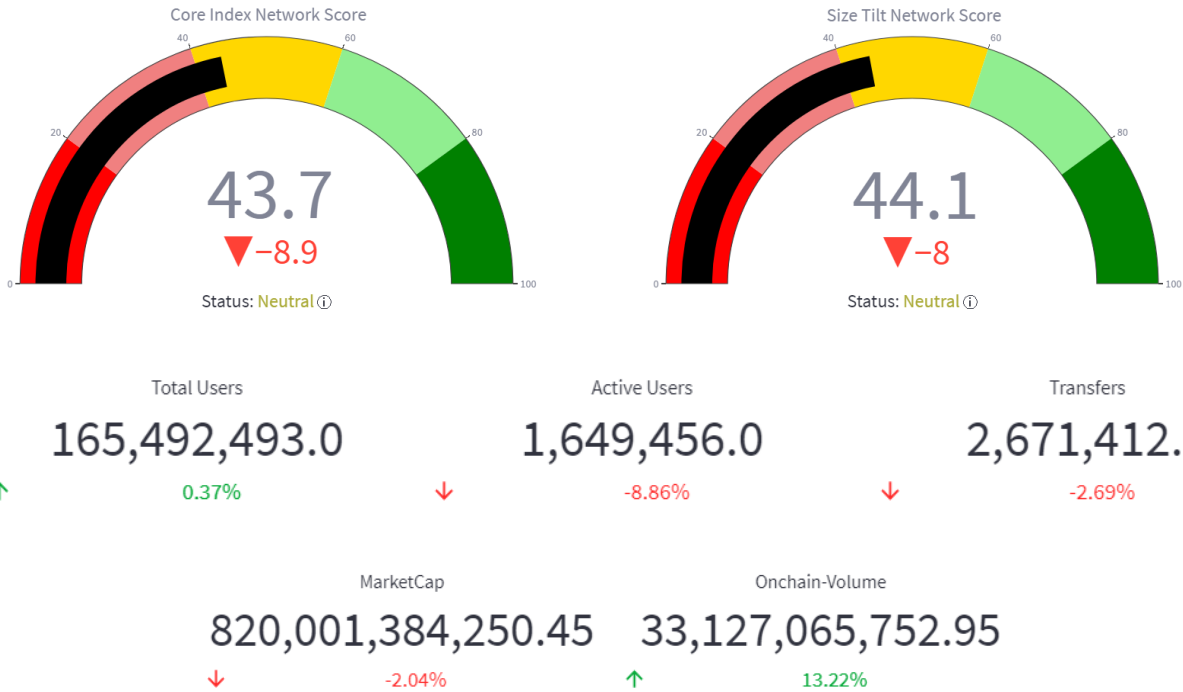 Core Index Network Score
Size Tilt Network Score
40
60
40
60
20
80
20
80
43.7
44.1
▼−8.9
▼−8
0
100
0
100
Status: Neutral ⓘ
Status: Neutral ⓘ
Total Users
Active Users
Transfers
165,492,493.0
1,649,456.0
2,671,412.
↑ 0.37%
↓ -8.86%
↓ -2.69%
MarketCap
Onchain-Volume
820,001,384,250.45
33,127,065,752.95
↓ -2.04%
↑ 13.22%